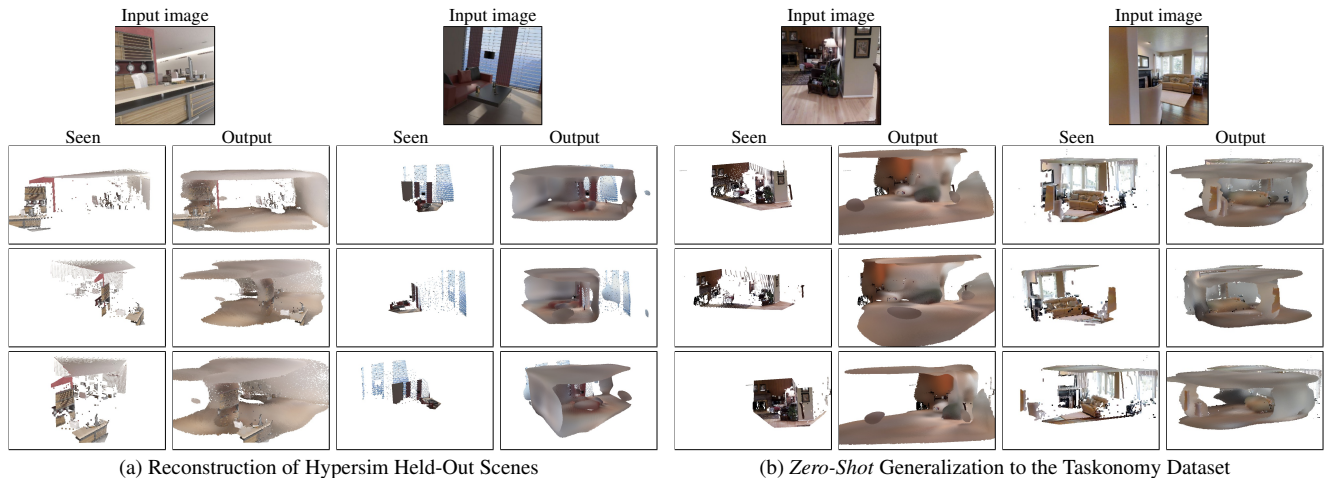 Input image Input image Input image Input image
Seen Output Seen Output Seen Output Seen Output
(a) Reconstruction of Hypersim Held-Out Scenes
(b) Zero-Shot Generalization to the Taskonomy Dataset